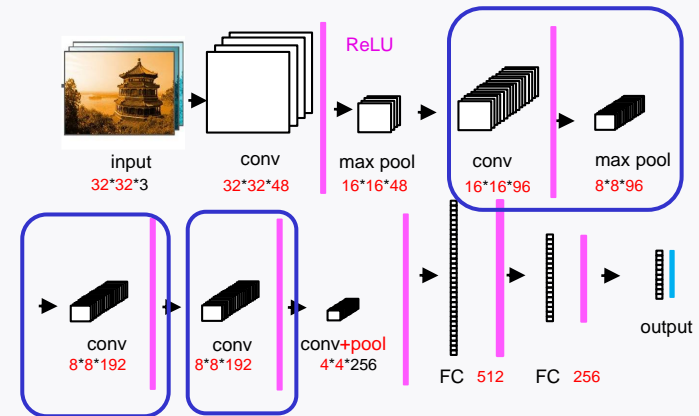 ReLU
input
32*32*3
conv
32*32*48
max pool
16*16*48
conv
16*16*96
max pool
8*8*96
conv
8*8*192
conv
8*8*192
conv+pool
4*4*256
FC 512
FC 256
output